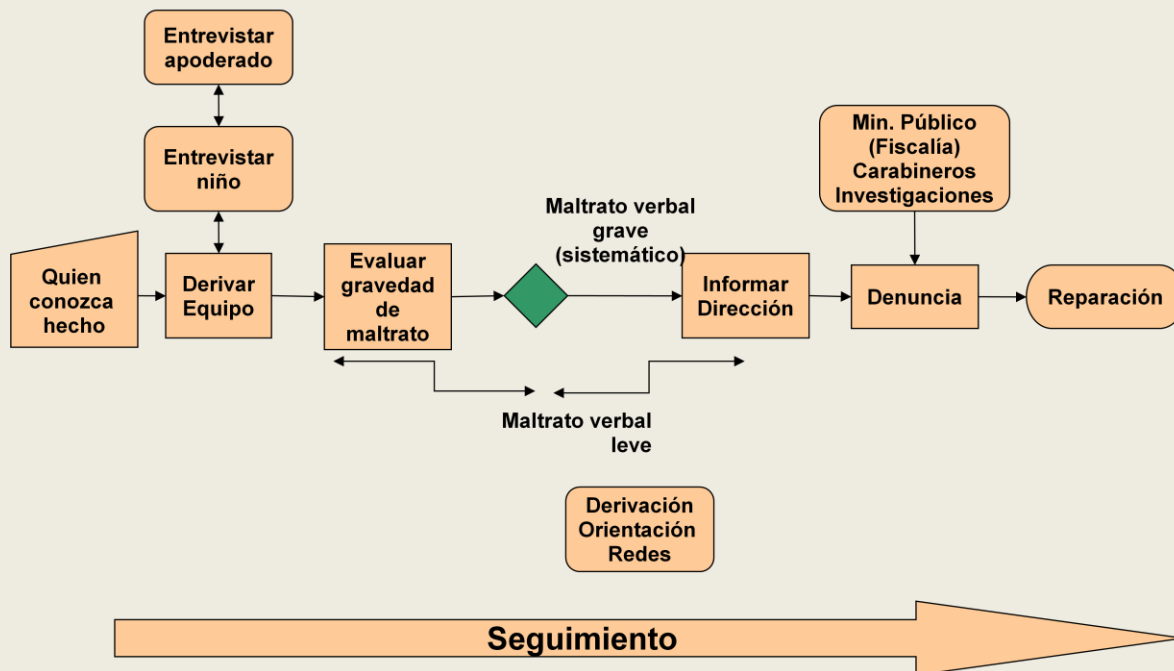 Entrevistar
apoderado
Entrevistar
niño
Quien
conozca
hecho
Derivar
Equipo
Evaluar
gravedad
de
maltrato
Maltrato verbal
grave
(sistemático)
Maltrato verbal
leve
Informar
Dirección
Min. Público
(Fiscalía)
Carabineros
Investigaciones
Denuncia
Reparación
Derivación
Orientación
Redes
Seguimiento